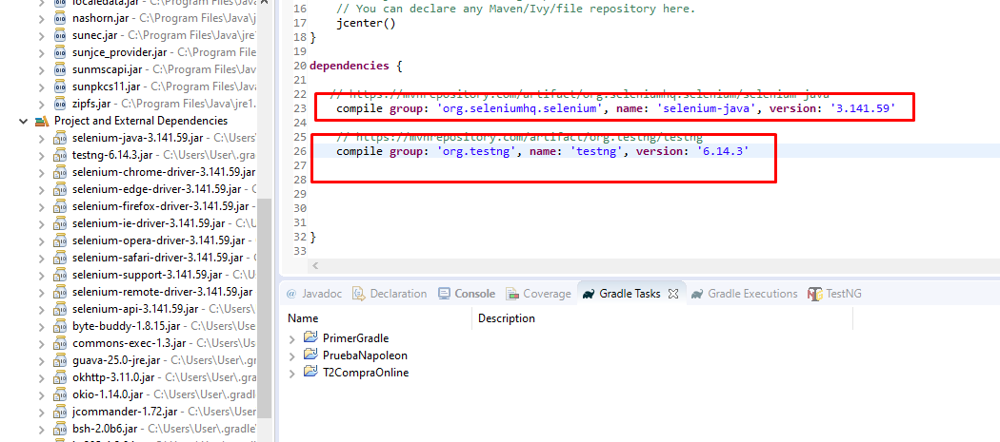 localedata.jar - C:\Program Files\Java
nashorn.jar - C:\Program Files\Java\j
sunec.jar - C:\Program Files\Java\jre
sunjce_provider.jar - C:\Program Files
sunmscapi.jar - C:\Program Files\Java
sunpkcs11.jar - C:\Program Files\Java
zipfs.jar - C:\Program Files\Java\jre1.
Project and External Dependencies
selenium-java-3.141.59.jar - C:\Users
testng-6.14.3.jar - C:\Users\User\.gra
selenium-chrome-driver-3.141.59.jar
selenium-edge-driver-3.141.59.jar -
selenium-firefox-driver-3.141.59.jar
selenium-ie-driver-3.141.59.jar - C:\U
selenium-opera-driver-3.141.59.jar -
selenium-safari-driver-3.141.59.jar -
selenium-support-3.141.59.jar - C:\
selenium-remote-driver-3.141.59.jar
selenium-api-3.141.59.jar - C:\Users\
byte-buddy-1.8.15.jar - C:\Users\User
commons-exec-1.3.jar - C:\Users\User
guava-25.0-jre.jar - C:\Users\User\.g
okhttp-3.11.0.jar - C:\Users\User\.gra
okio-1.14.0.jar - C:\Users\User\.gradl
jcommander-1.72.jar - C:\Users\User
bsh-2.0b6.jar - C:\Users\User\.gradle\
16 // You can declare any Maven/Ivy/file repository here.
17 jcenter()
18 }
19
20 dependencies {
21
22 // https://mvnrepository.com/artifact/org.seleniumhq.selenium/selenium-java
23 compile group: 'org.seleniumhq.selenium', name: 'selenium-java', version: '3.141.59'
24
25 // https://mvnrepository.com/artifact/org.testng/testng
26 compile group: 'org.testng', name: 'testng', version: '6.14.3'
27
28
29
30
31
32 }
33
@ Javadoc Declaration Console Coverage Gradle Tasks Gradle Executions TestNG
Name Description
PrimerGradle
PruebaNapoleon
T2CompraOnline